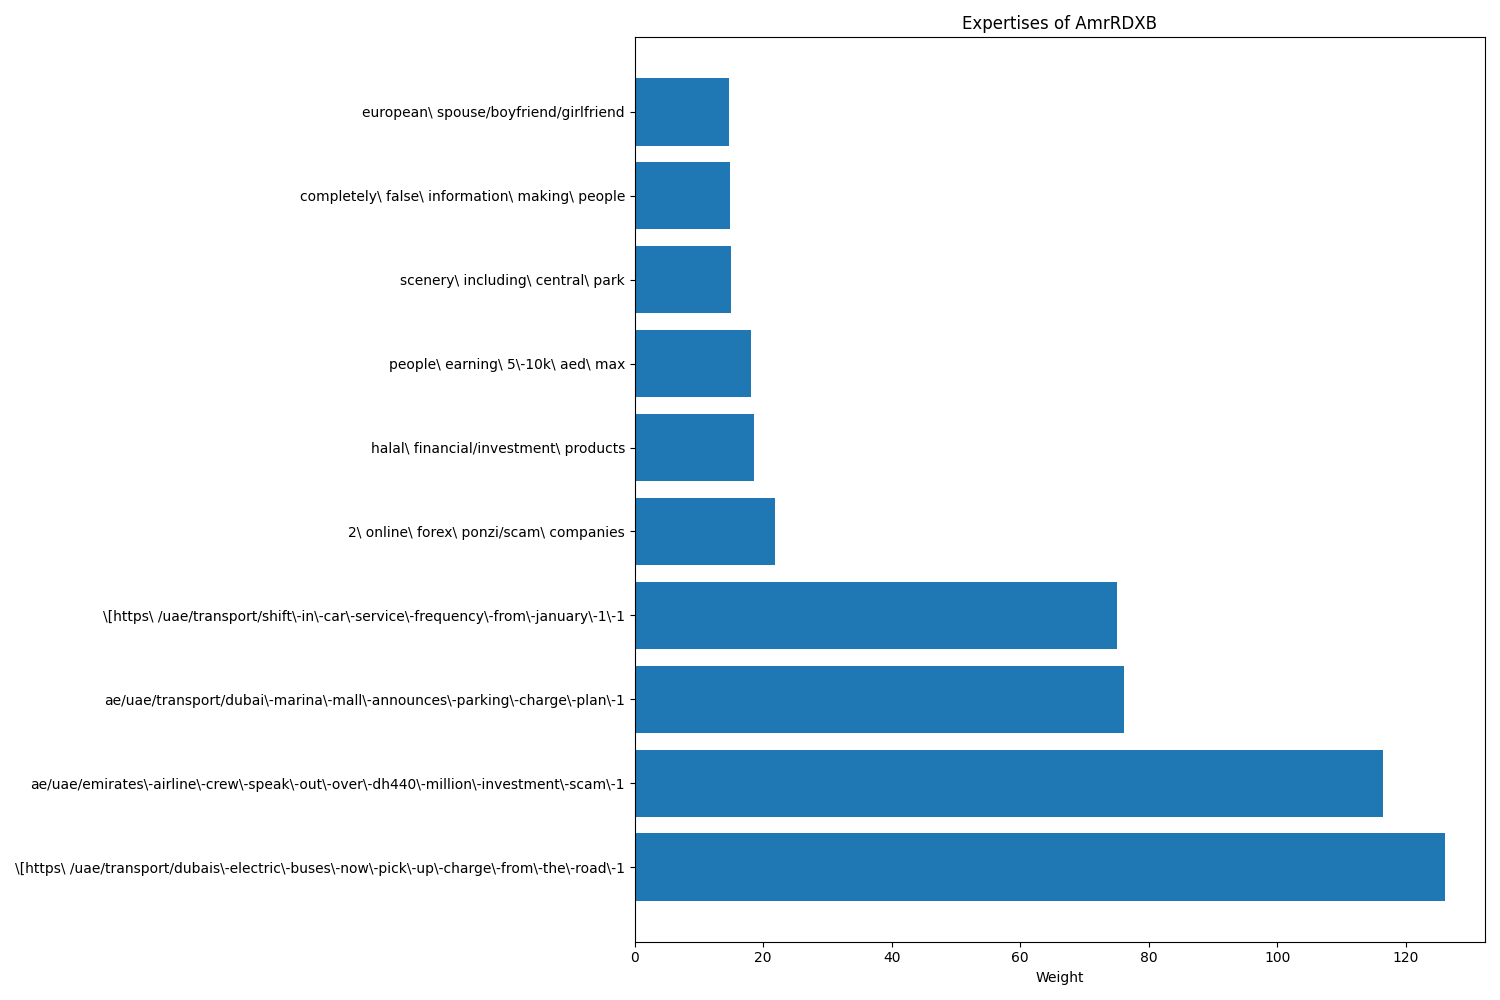 Expertises of AmrRDXB
european\ spouse/boyfriend/girlfriend
completely\ false\ information\ making\ people
scenery\ including\ central\ park
people\ earning\ 5\-10k\ aed\ max
halal\ financial/investment\ products
2\ online\ forex\ ponzi/scam\ companies
\[https\ /uae/transport/shift\-in\-car\-service\-frequency\-from\-january\-1\-1
ae/uae/transport/dubai\-marina\-mall\-announces\-parking\-charge\-plan\-1
ae/uae/emirates\-airline\-crew\-speak\-out\-over\-dh440\-million\-investment\-scam\-1
\[https\ /uae/transport/dubais\-electric\-buses\-now\-pick\-up\-charge\-from\-the\-road\-1
0 20 40 60 80 100 120
Weight